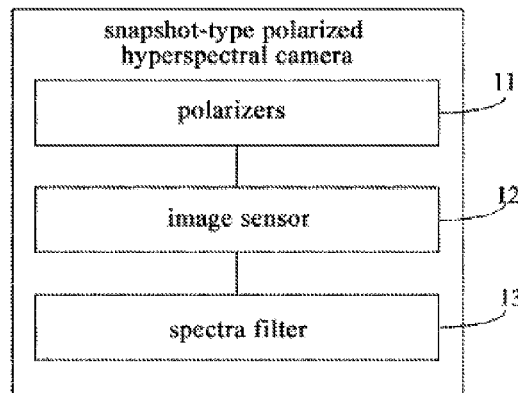 snapshot-type polarized
hyperspectral camera
11
polarizers
12
image sensor
13
spectra filter